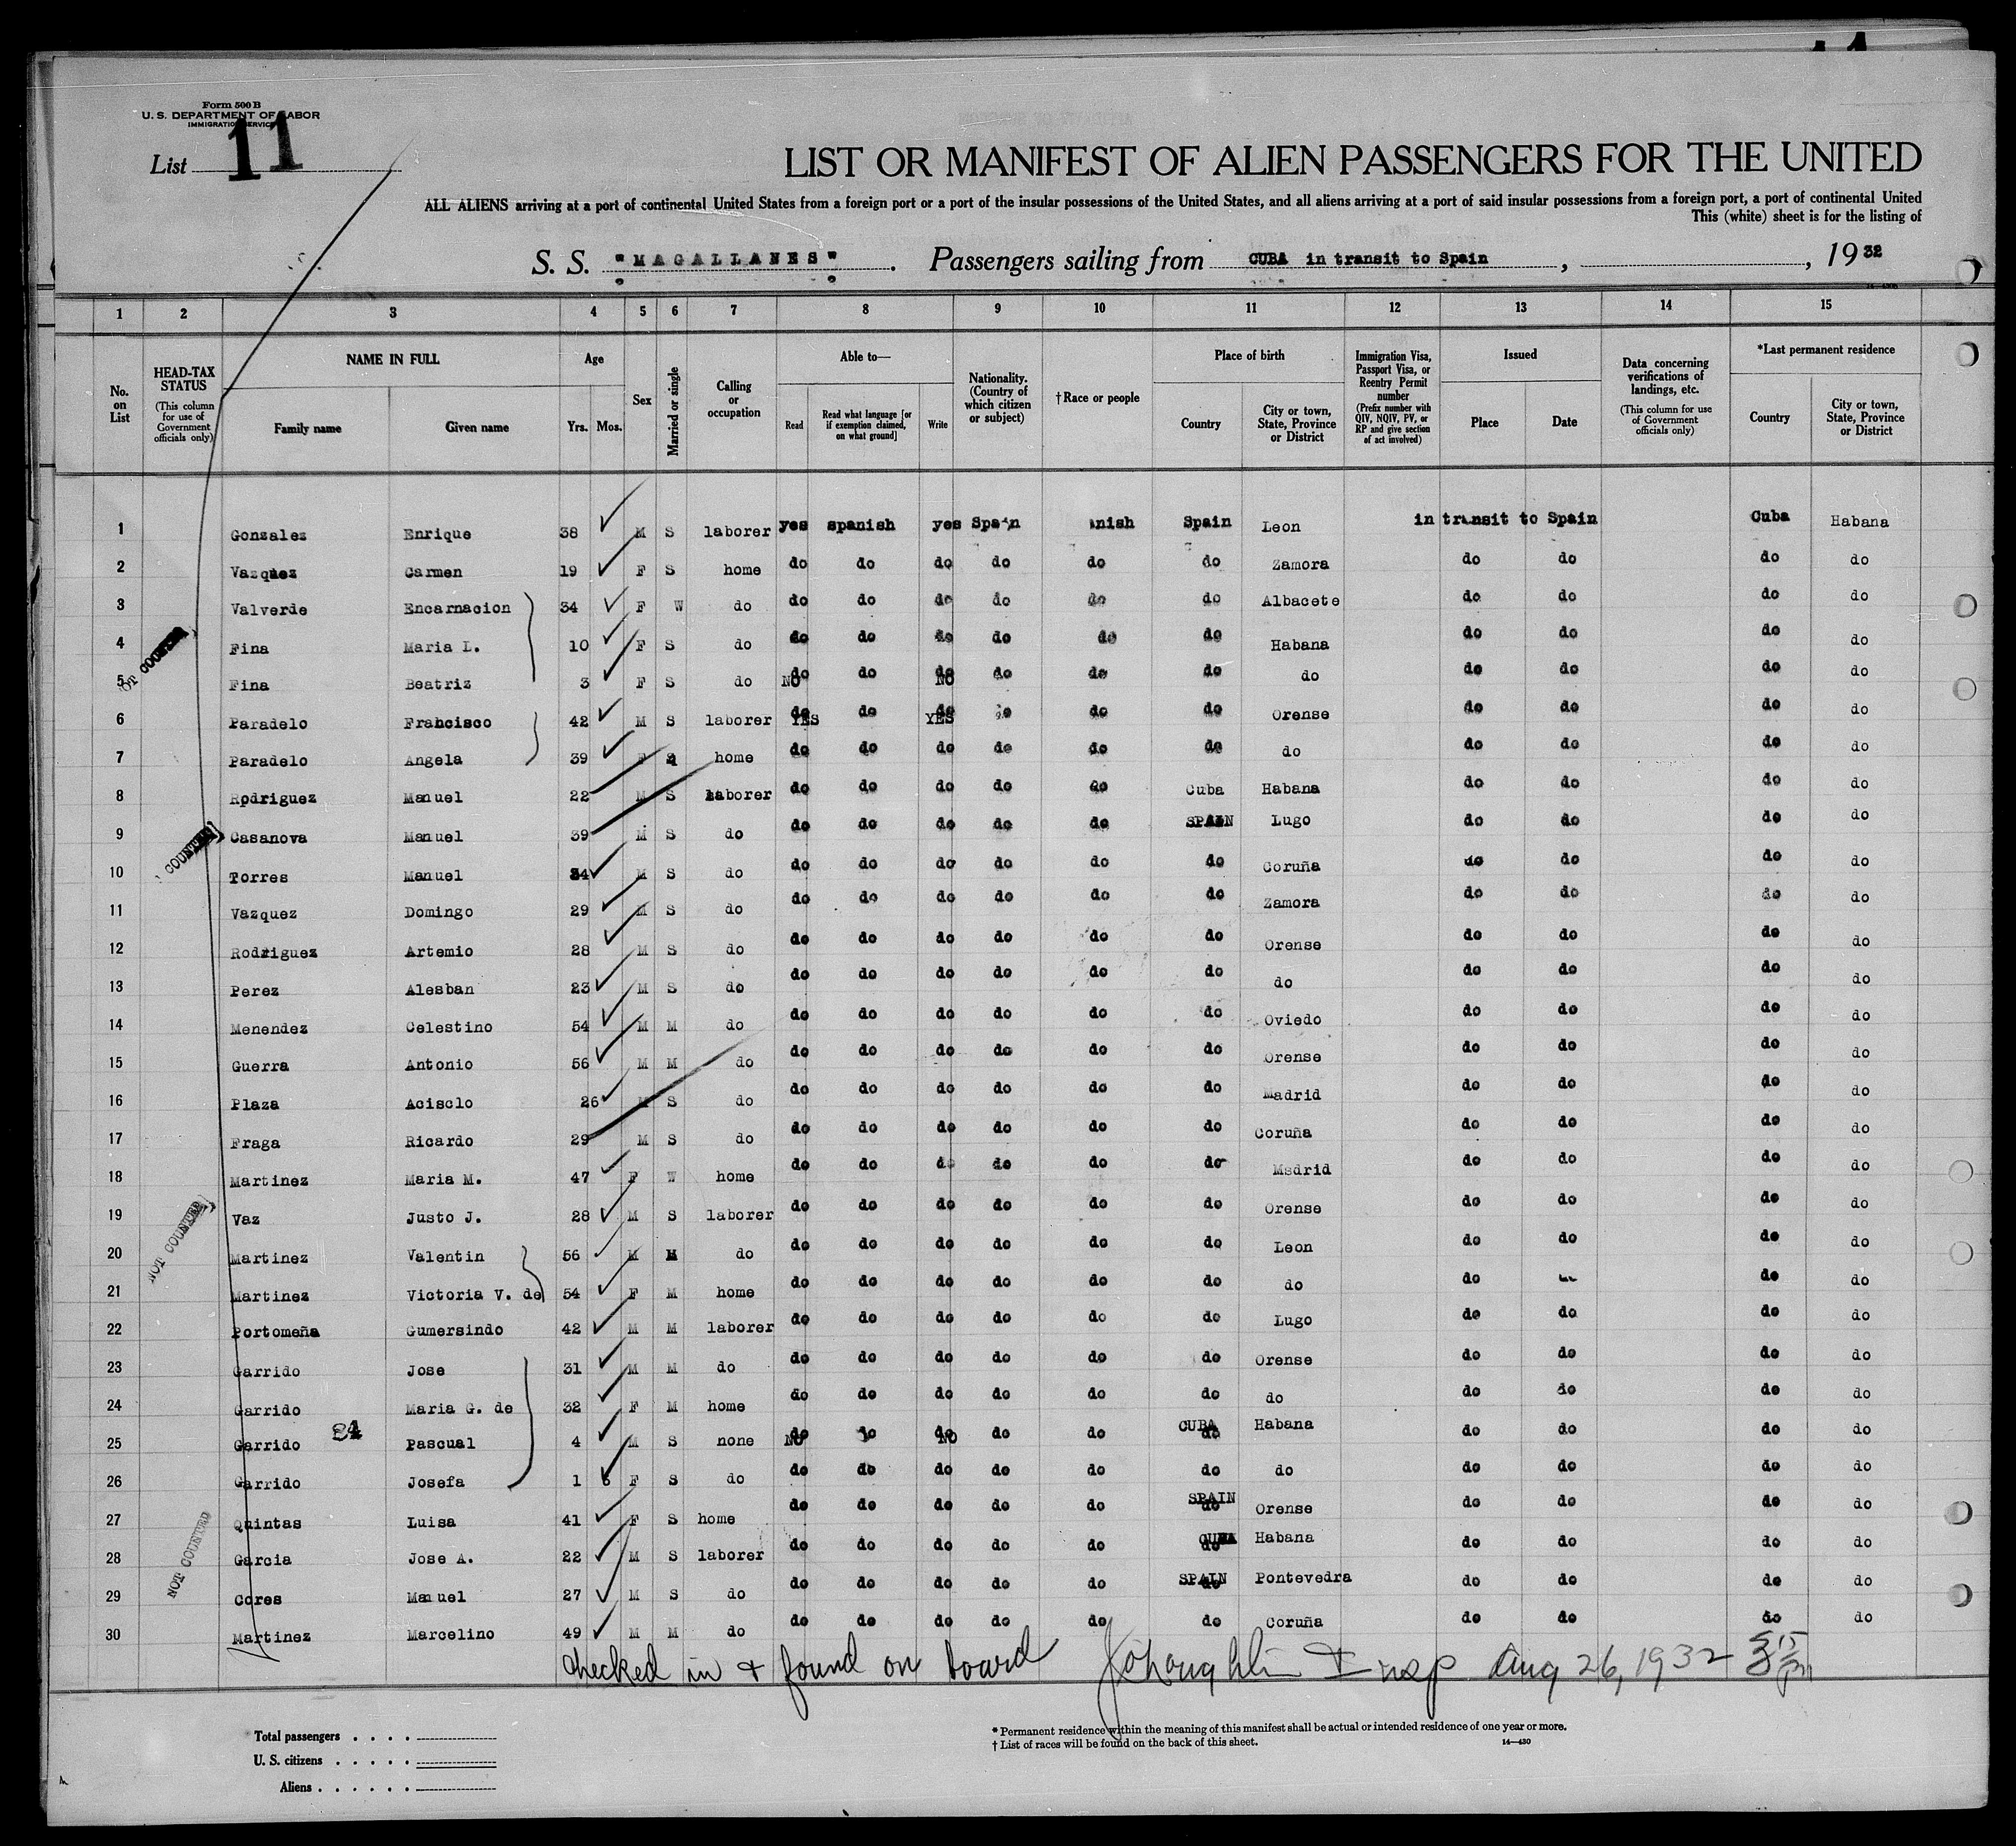 Form 500 B
U. S. DEPARTMENT OF LABOR
IMMIGRATION SERVICE
List 11
LIST OR MANIFEST OF ALIEN PASSENGERS FOR THE UNITED
ALL ALIENS arriving at a port of continental United States from a foreign port or a port of the insular possessions of the United States, and all aliens arriving at a port of said insular possessions from a foreign port, a port of continental United
This (white) sheet is for the listing of
S. S. "MAGALLANES" . Passengers sailing from CUBA in transit to Spain , , 1932
1 2 3 4 5 6 7 8 9 10 11 12 13 14 15
No. on List
HEAD-TAX STATUS (This column for use of Government officials only)
NAME IN FULL Family name Given name
Age Yrs. Mos.
Sex
Married or single
Calling or occupation
Able to— Read Read what language [or if exemption claimed, on what ground] Write
Nationality. (Country of which citizen or subject)
†Race or people
Place of birth Country City or town, State, Province or District
Immigration Visa, Passport Visa, or Reentry Permit number (Prefix number with QIV, NQIV, PV, or RP and give section of act involved)
Issued Place Date
Data concerning verifications of landings, etc. (This column for use of Government officials only)
*Last permanent residence Country City or town, State, Province or District
1 Gonzalez Enrique 38 M S laborer yes spanish yes Spain Spain Leon in transit to Spain Cuba Habana
2 Vazquez Carmen 19 F S home do do do do do do Zamora do do do do
3 Valverde Encarnacion 34 F W do do do do do do do Albacete do do do do
4 Fina Maria L. 10 F S do do do do do do do Habana do do do do
5 Fina Beatriz 3 F S do do NO do do NO do do do do do do do do
6 Paradelo Francisco 42 M S laborer do YES do do YES do do do Orense do do do do
7 Paradelo Angela 39 F S home do do do do do do do do do do do
8 Rodriguez Manuel 22 M S laborer do do do do do Cuba Habana do do do do
9 Casanova Manuel 39 M S do do do do do do SPAIN Lugo do do do do
10 Torres Manuel 34 M S do do do do do do do Coruña do do do do
11 Vazquez Domingo 29 M S do do do do do do do Zamora do do do do
12 Rodriguez Artemio 28 M S do do do do do do do Orense do do do do
13 Perez Alesban 23 M S do do do do do do do do do do do do
14 Menendez Celestino 54 M M do do do do do do do Oviedo do do do do
15 Guerra Antonio 56 M M do do do do do do do Orense do do do do
16 Plaza Acisclo 26 M S do do do do do do do Madrid do do do do
17 Fraga Ricardo 29 M S do do do do do do do Coruña do do do do
18 Martinez Maria M. 47 F W home do do do do do do Madrid do do do do
19 Vaz Justo J. 28 M S laborer do do do do do do Orense do do do do
20 Martinez Valentin 56 M M do do do do do do do Leon do do do do
21 Martinez Victoria V. de 54 F M home do do do do do do do do do do do
22 Portomeña Gumersindo 42 M M laborer do do do do do do Lugo do do do do
23 Garrido Jose 31 M M do do do do do do do Orense do do do do
24 Garrido Maria G. de 32 F M home do do do do do do do do do do do
25 Garrido Pascual 4 M S none do NO do do NO do do CUBA do Habana do do do do
26 Garrido Josefa 1 6 F S do do do do do do do do do do do do
27 Quintas Luisa 41 F S home do do do do do SPAIN do Orense do do do do
28 Garcia Jose A. 22 M S laborer do do do do do CUBA do Habana do do do do
29 Cores Manuel 27 M S do do do do do do SPAIN do Pontevedra do do do do
30 Martinez Marcelino 49 M M do do do do do do do Coruña do do do do
NOT COUNTED
NOT COUNTED
checked in & found on board Insp Aug 26, 1932
Total passengers . . . .
U. S. citizens . . . . .
Aliens . . . . . .
* Permanent residence within the meaning of this manifest shall be actual or intended residence of one year or more.
† List of races will be found on the back of this sheet.
14—430